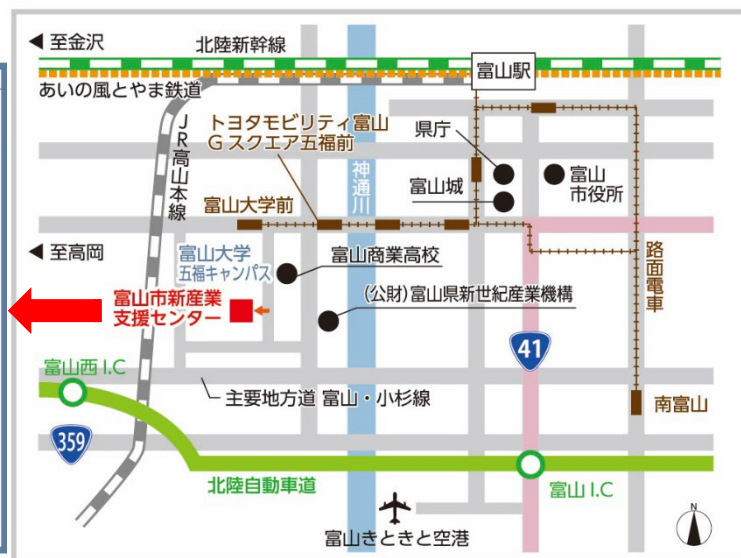 ◀ 至金沢
北陸新幹線
富山駅
あいの風とやま鉄道
JR高山本線
トヨタモビリティ富山
Gスクエア五福前
県庁
神通川
富山城
富山
市役所
富山大学前
◀ 至高岡
富山大学
五福キャンパス
富山商業高校
路面電車
富山市新産業
支援センター
(公財)富山県新世紀産業機構
41
富山西I.C
主要地方道 富山・小杉線
南富山
359
北陸自動車道
富山I.C
富山きときと空港
N